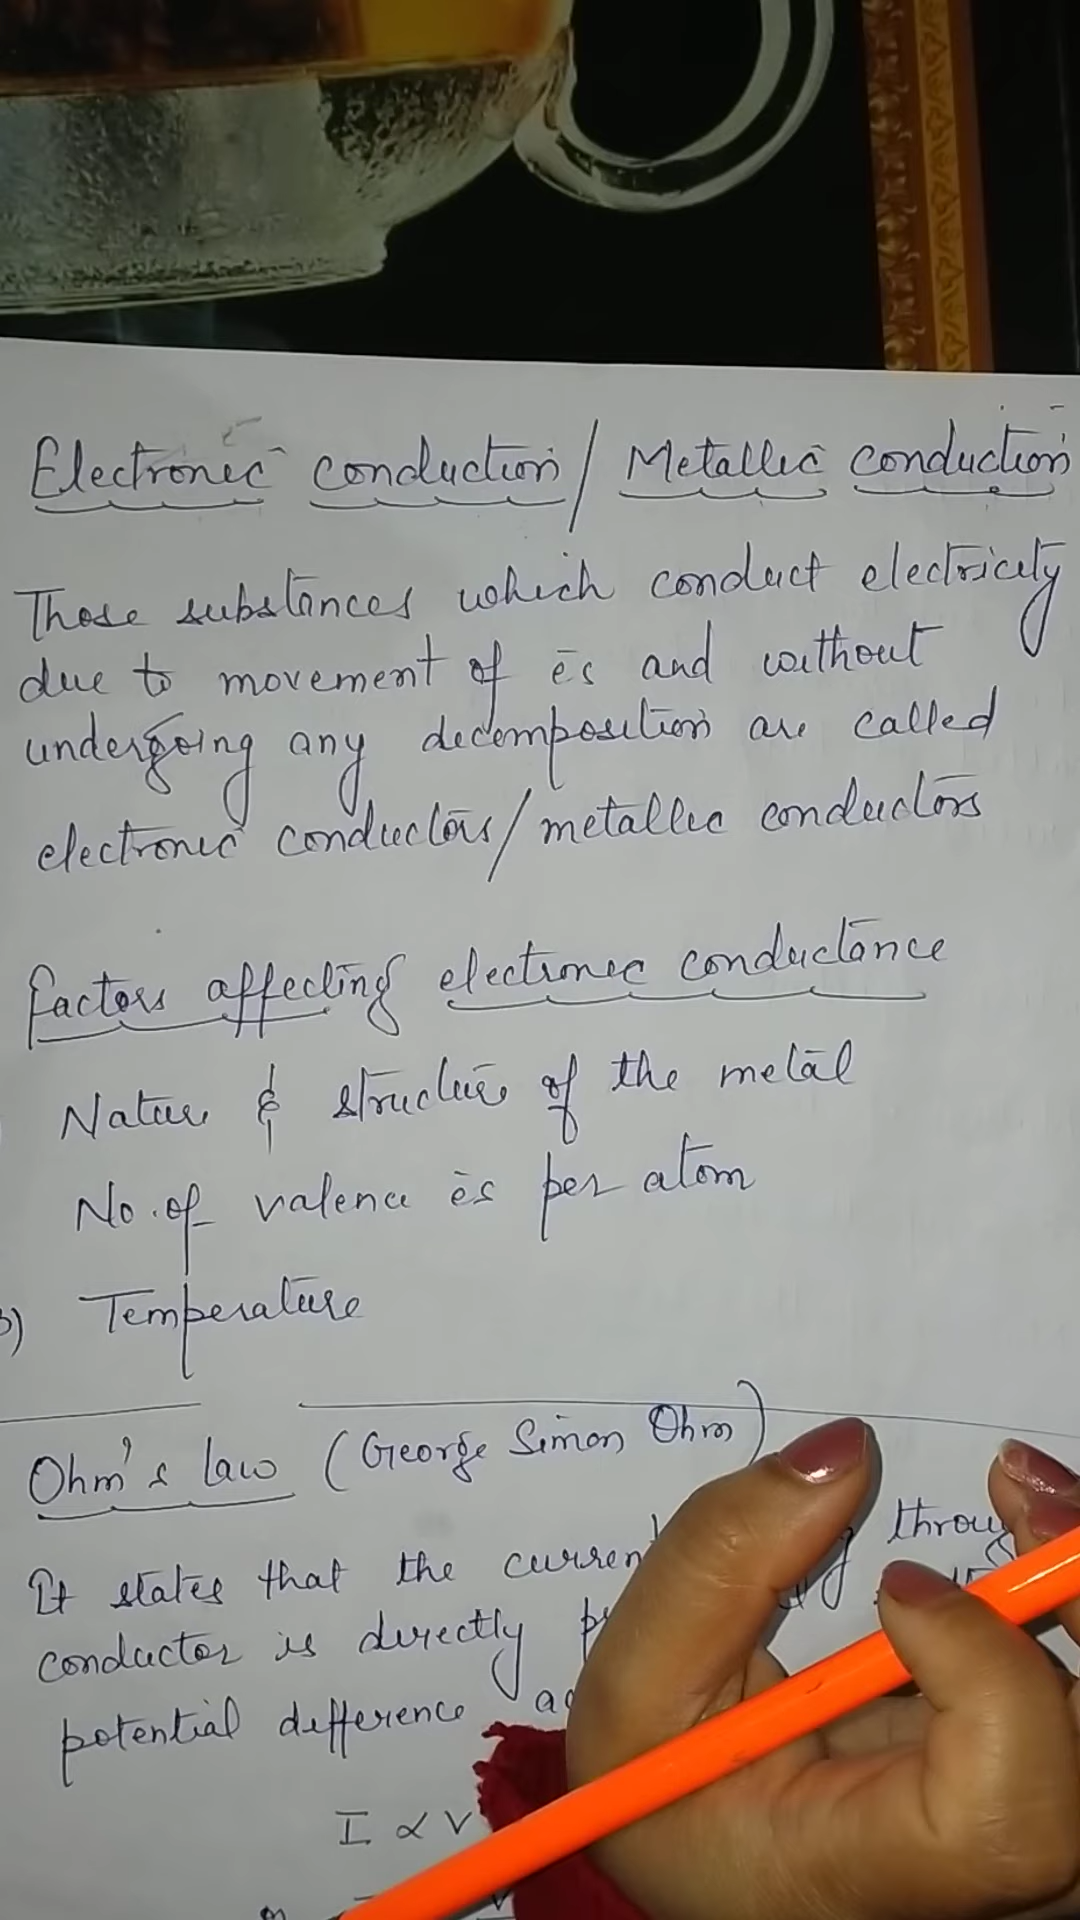 Electronic conduction / Metallic conduction
Those substances which conduct electricity
due to movement of ēs and without
undergoing any decomposition are called
electronic conductors/metallic conductors
factors affecting electronic conductance
Nature & structure of the metal
No. of valence ēs per atom
3) Temperature
Ohm's law (George Simon Ohm)
It states that the
conductor is directly
potential difference
I ∝ V